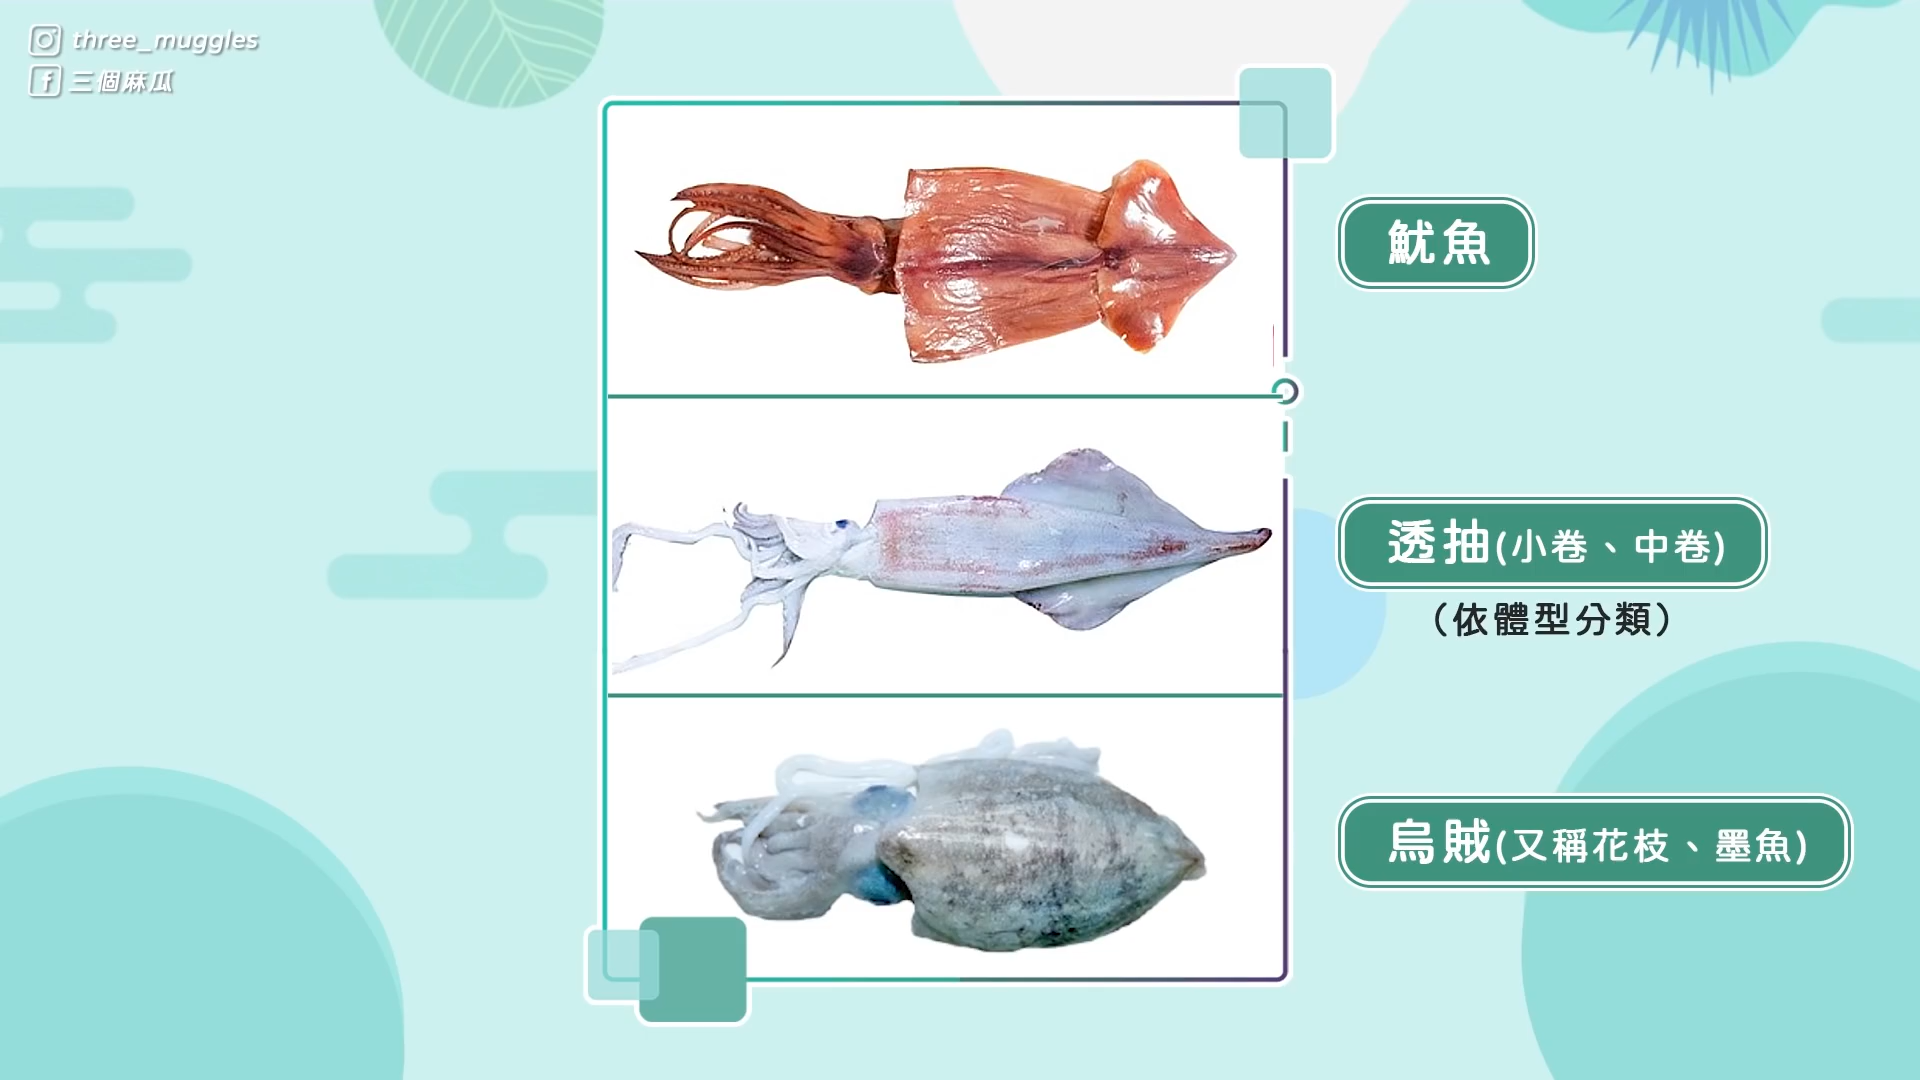 three_muggles
三個麻瓜
魷魚
透抽(小卷、中卷)
（依體型分類）
烏賊(又稱花枝、墨魚)